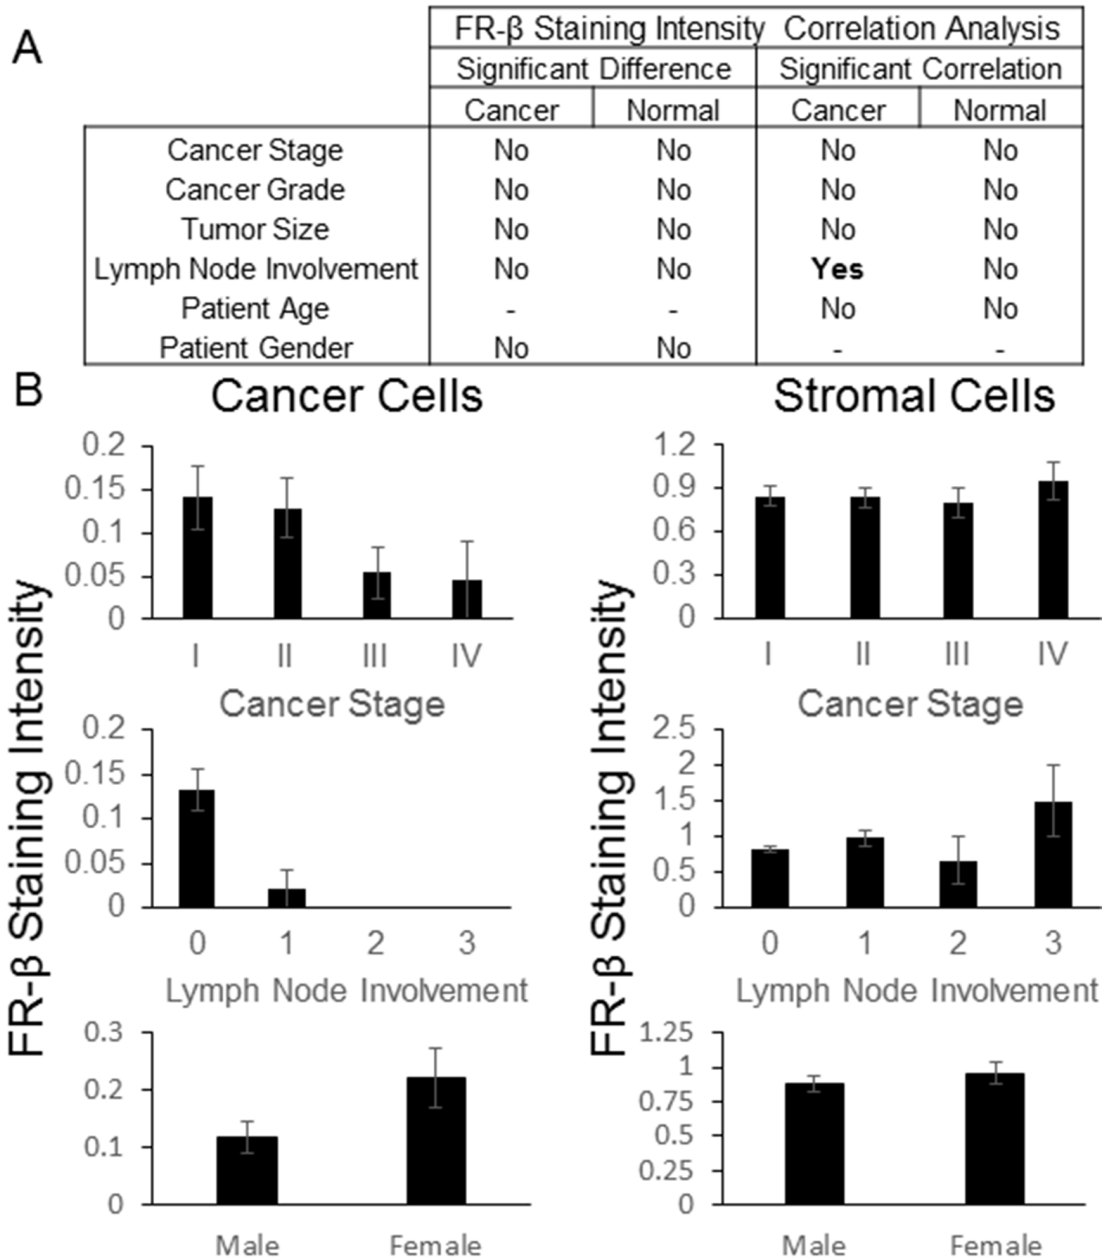 A
FR-β Staining Intensity Correlation Analysis
Significant Difference Significant Correlation
Cancer Normal Cancer Normal
Cancer Stage No No No No
Cancer Grade No No No No
Tumor Size No No No No
Lymph Node Involvement No No Yes No
Patient Age - - No No
Patient Gender No No - -
B
Cancer Cells Stromal Cells
FR-β Staining Intensity
0.2
0.15
0.1
0.05
0
I II III IV
Cancer Stage
0.2
0.15
0.1
0.05
0
0 1 2 3
Lymph Node Involvement
0.3
0.2
0.1
0
Male Female
FR-β Staining Intensity
1.2
0.9
0.6
0.3
0
I II III IV
Cancer Stage
2.5
2
1.5
1
0.5
0
0 1 2 3
Lymph Node Involvement
1.25
1
0.75
0.5
0.25
0
Male Female